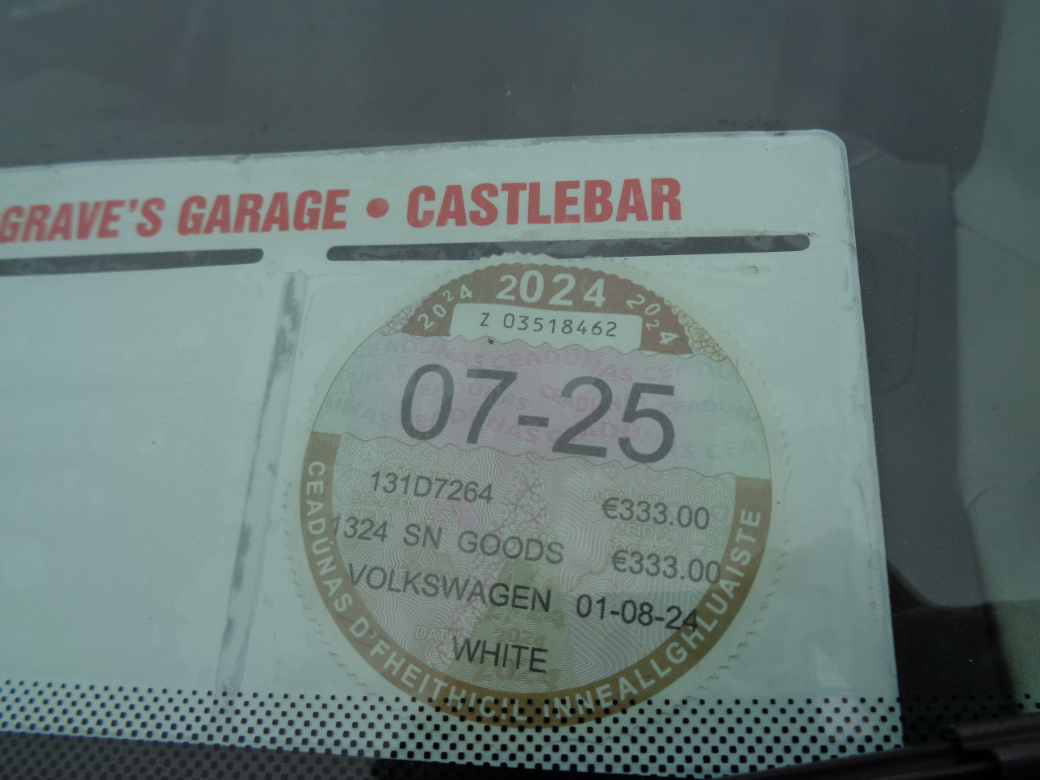 GRAVE'S GARAGE • CASTLEBAR
2024 2024 2024
Z 03518462
07-25
131D7264 €333.00
1324 SN GOODS €333.00
VOLKSWAGEN 01-08-24
WHITE
CEADÚNAS D'FHEITHICIL INNEALLGHLUAISTE